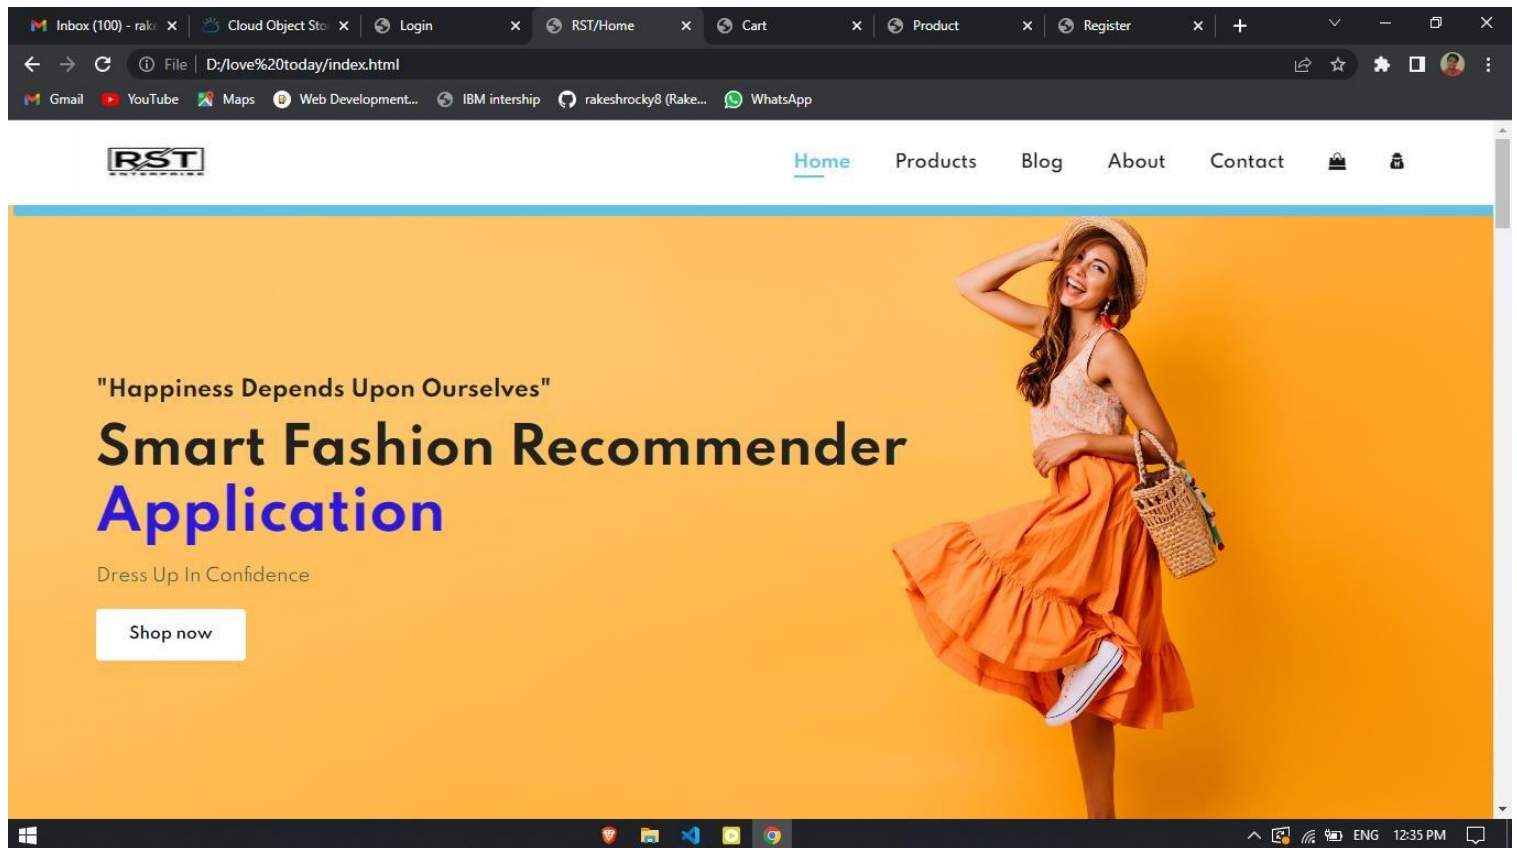 Inbox (100) - rake
Cloud Object Sto
Login
RST/Home
Cart
Product
Register
File
D:/love%20today/index.html
Gmail
YouTube
Maps
Web Development...
IBM intership
rakeshrocky8 (Rake...
WhatsApp
RST
ENTERPRISE
Home
Products
Blog
About
Contact
"Happiness Depends Upon Ourselves"
Smart Fashion Recommender
Application
Dress Up In Confidence
Shop now
ENG
12:35 PM